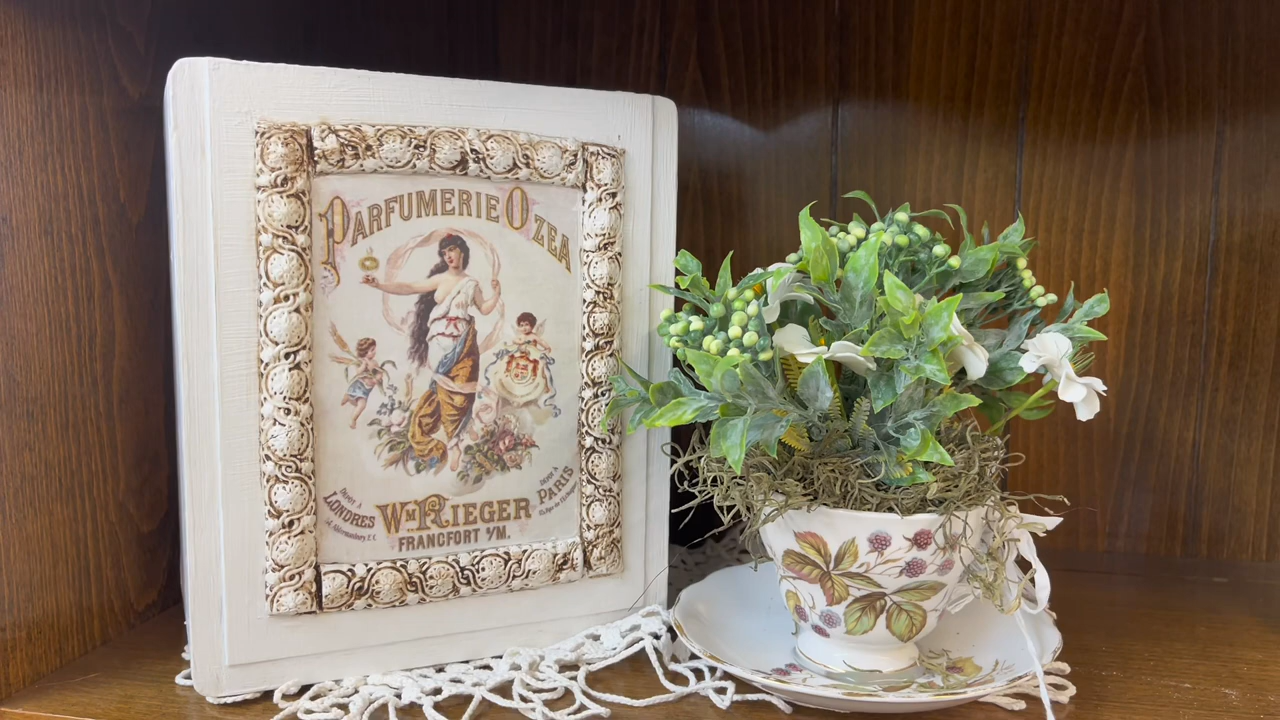 PARFUMERIE OZEA
DEPOT A
LONDRES
DEPOT A
PARIS
WM RIEGER
FRANCFORT S/M.